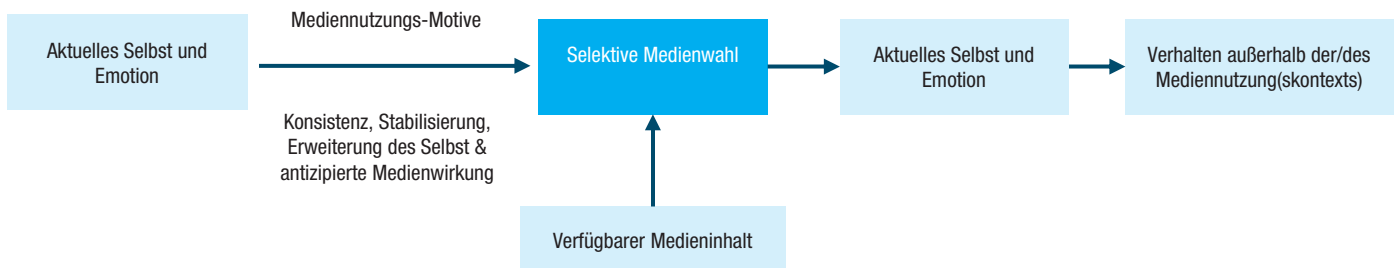 Aktuelles Selbst und
Emotion
Mediennutzungs-Motive
Konsistenz, Stabilisierung,
Erweiterung des Selbst &
antizipierte Medienwirkung
Selektive Medienwahl
Verfügbarer Medieninhalt
Aktuelles Selbst und
Emotion
Verhalten außerhalb der/des
Mediennutzung(skontexts)